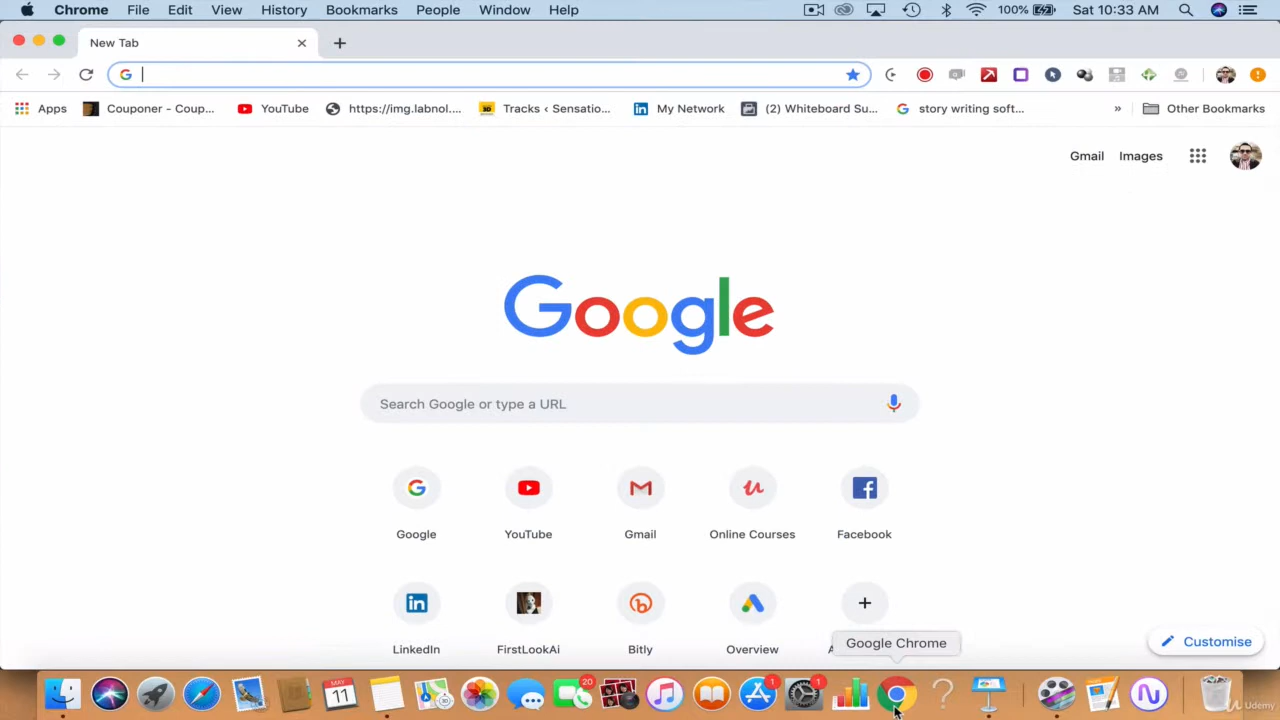 Chrome File Edit View History Bookmarks People Window Help 100% Sat 10:33 AM
New Tab
Apps Couponer - Coup... YouTube https://img.labnol.... Tracks < Sensatio... My Network (2) Whiteboard Su... story writing soft... » Other Bookmarks
Gmail Images
Google
Search Google or type a URL
Google YouTube Gmail Online Courses Facebook
LinkedIn FirstLookAi Bitly Overview
Google Chrome
Customise
20 1 1
MAY
11
Udemy